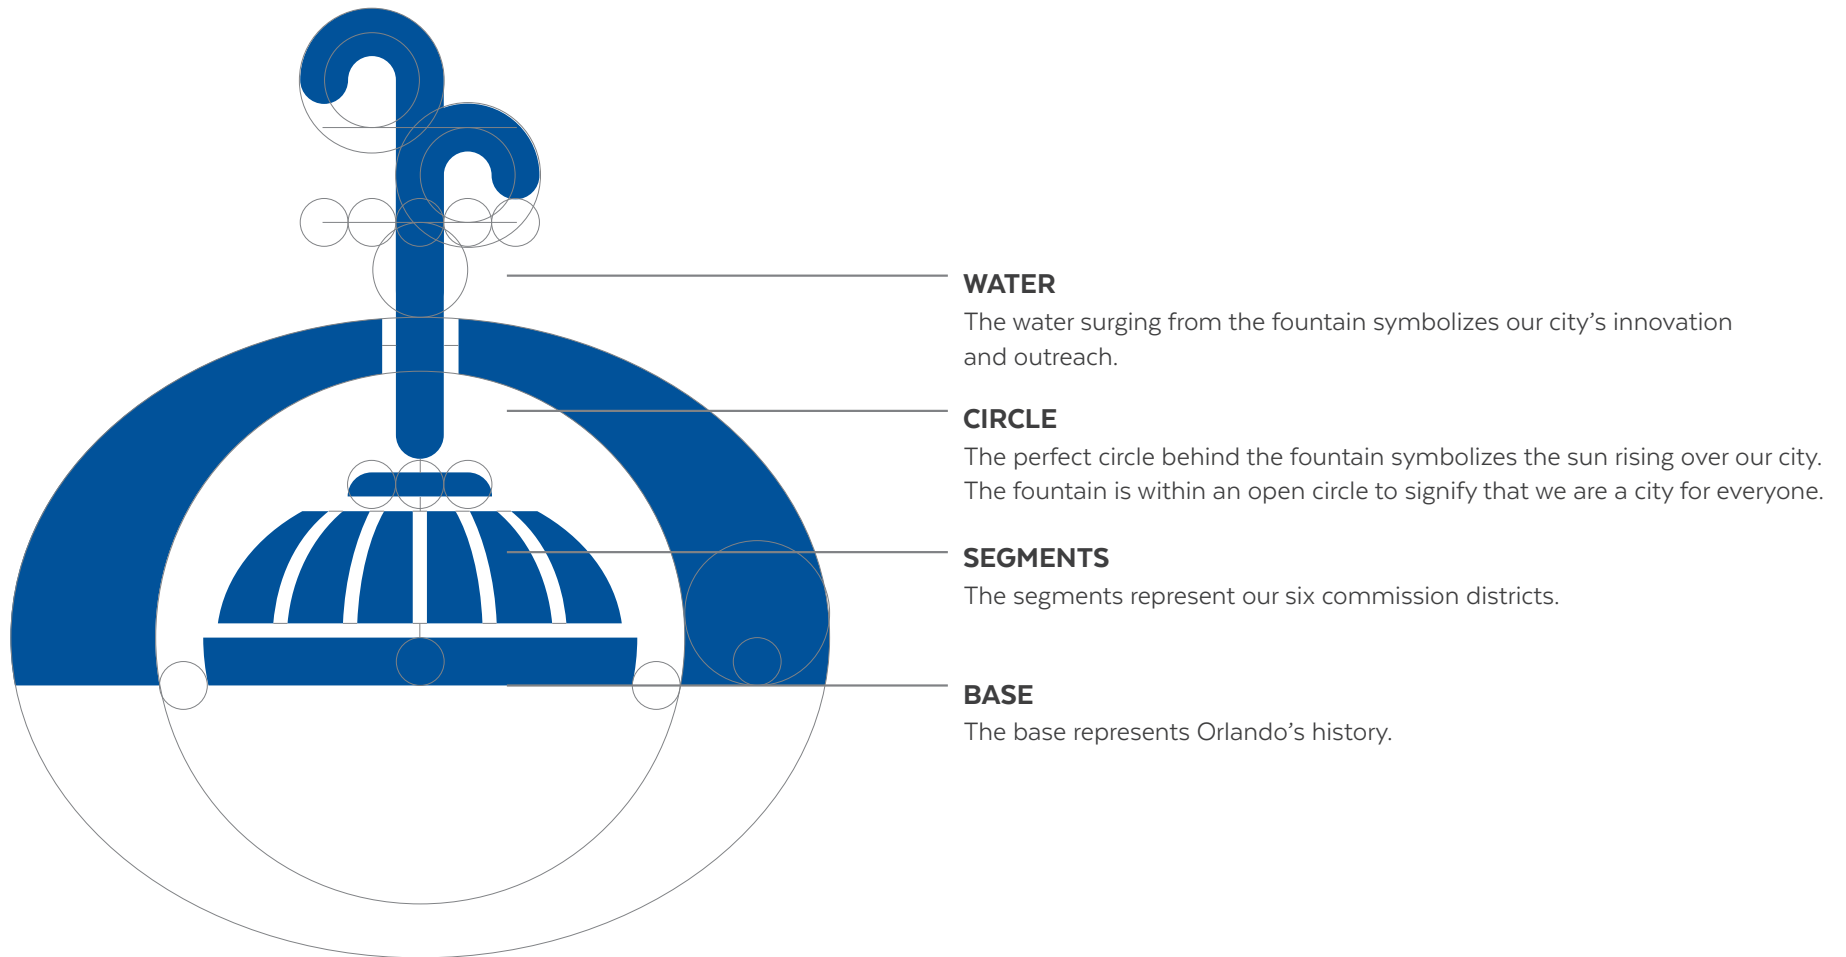 WATER
The water surging from the fountain symbolizes our city’s innovation
and outreach.
CIRCLE
The perfect circle behind the fountain symbolizes the sun rising over our city.
The fountain is within an open circle to signify that we are a city for everyone.
SEGMENTS
The segments represent our six commission districts.
BASE
The base represents Orlando’s history.